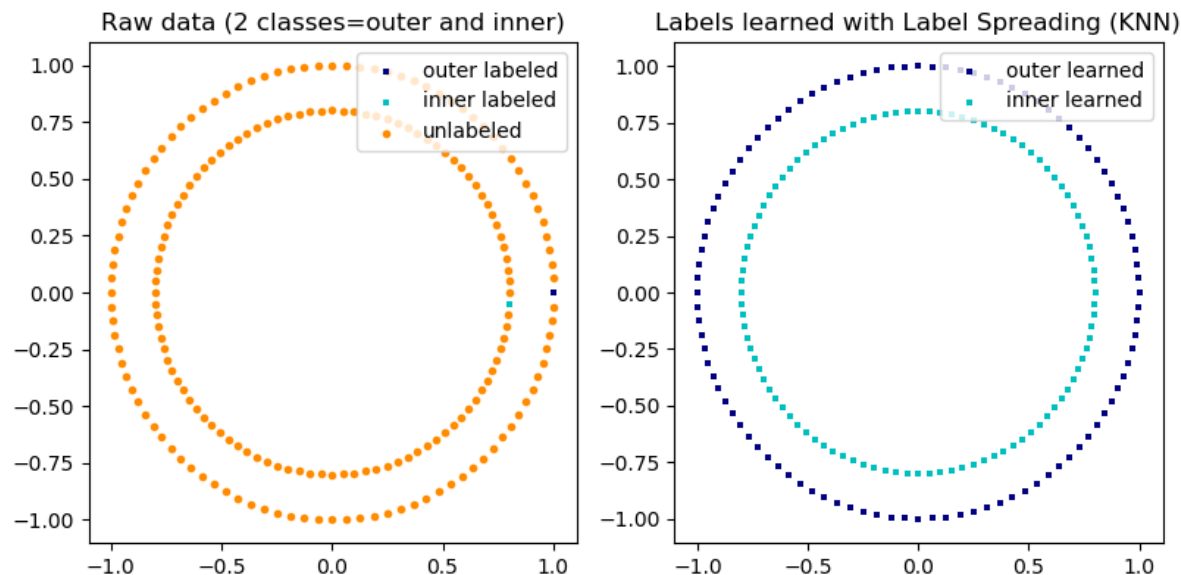 Raw data (2 classes=outer and inner)
outer labeled
inner labeled
unlabeled
1.00
0.75
0.50
0.25
0.00
−0.25
−0.50
−0.75
−1.00
−1.0 −0.5 0.0 0.5 1.0
Labels learned with Label Spreading (KNN)
outer learned
inner learned
1.00
0.75
0.50
0.25
0.00
−0.25
−0.50
−0.75
−1.00
−1.0 −0.5 0.0 0.5 1.0